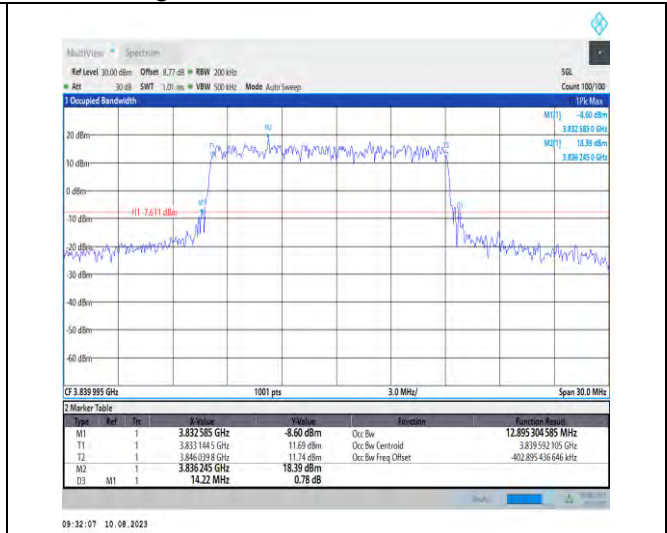 MultiView Spectrum
Ref Level 30.00 dBm Offset 8.77 dB RBW 200 kHz SGL
Att 30 dB SWT 1.01 ms VBW 500 kHz Mode Auto Sweep Count 100/100
1 Occupied Bandwidth 1Pk Max
M1[1] -8.60 dBm
3.832 585 0 GHz
M2
20 dBm
M2[1] 18.39 dBm
T1 T2
3.836 245 0 GHz
10 dBm
0 dBm
M1 D3
H1 -7.611 dBm
-10 dBm
-20 dBm
-30 dBm
-40 dBm
-50 dBm
-60 dBm
CF 3.839 995 GHz 1001 pts 3.0 MHz/ Span 30.0 MHz
2 Marker Table
Type Ref Trc X-Value Y-Value Function Function Result
M1 1 3.832 585 GHz -8.60 dBm Occ Bw 12.895 304 585 MHz
T1 1 3.833 144 5 GHz 11.69 dBm Occ Bw Centroid 3.839 592 105 GHz
T2 1 3.846 039 8 GHz 11.74 dBm Occ Bw Freq Offset -402.895 436 646 kHz
M2 1 3.836 245 GHz 18.39 dBm
D3 M1 1 14.22 MHz 0.78 dB
09:32:07 10.08.2023